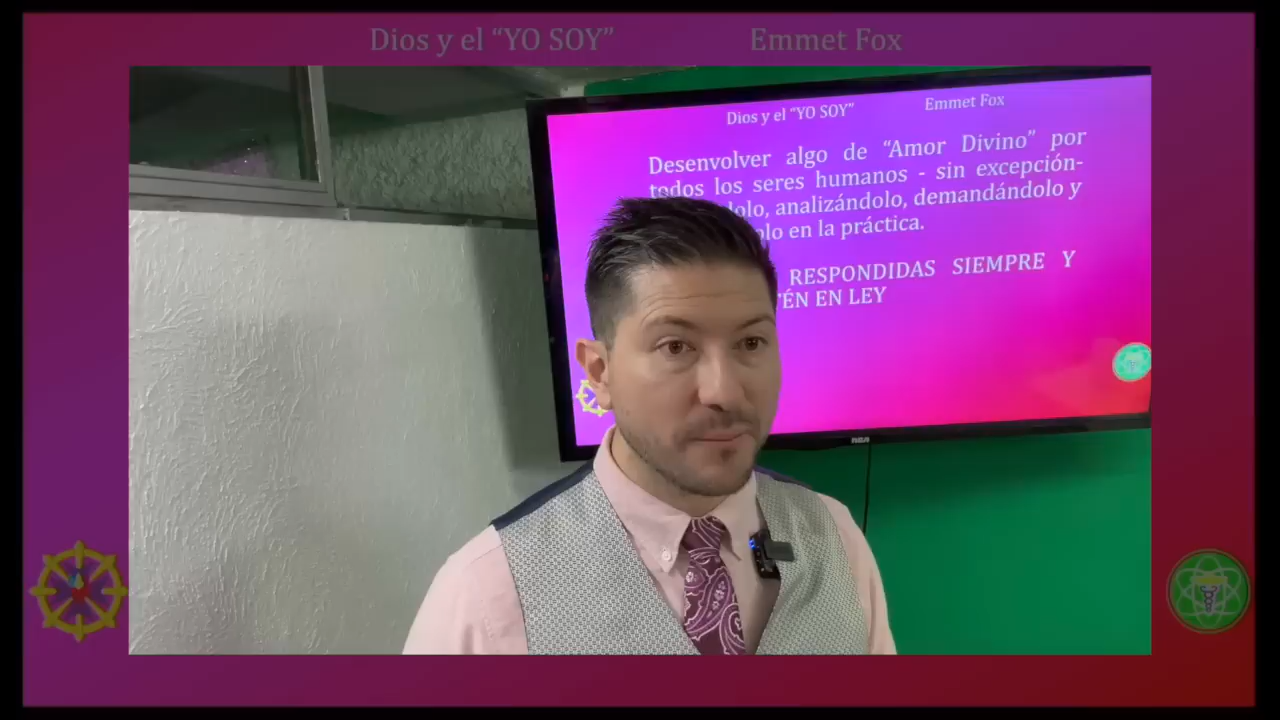 Dios y el “YO SOY” Emmet Fox
Dios y el “YO SOY” Emmet Fox
Desenvolver algo de “Amor Divino” por
todos los seres humanos - sin excepción-
analizándolo, demandándolo y
en la práctica.
RESPONDIDAS SIEMPRE Y
EN LEY
RCA